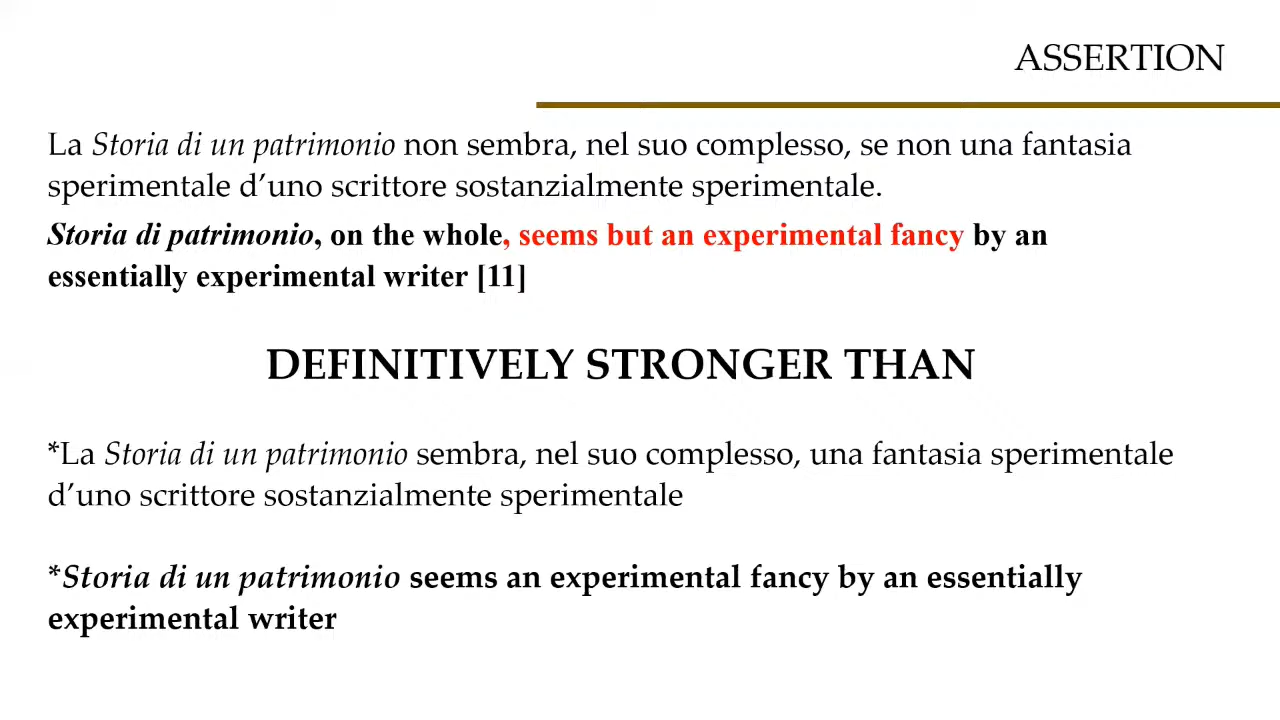 ASSERTION
La Storia di un patrimonio non sembra, nel suo complesso, se non una fantasia
sperimentale d’uno scrittore sostanzialmente sperimentale.
Storia di patrimonio, on the whole, seems but an experimental fancy by an
essentially experimental writer [11]
DEFINITIVELY STRONGER THAN
*La Storia di un patrimonio sembra, nel suo complesso, una fantasia sperimentale
d’uno scrittore sostanzialmente sperimentale
*Storia di un patrimonio seems an experimental fancy by an essentially
experimental writer